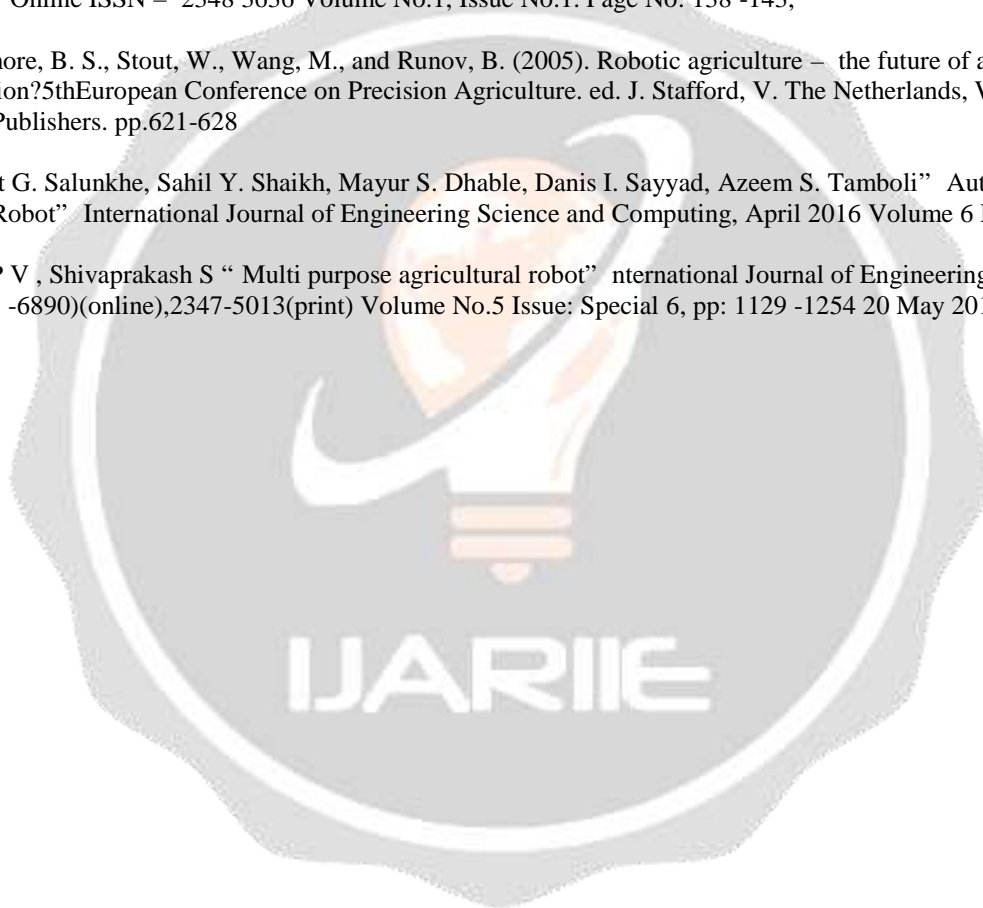 Online ISSN – 2348 3636 Volume No.1, Issue No.1. Page No. 138 -145,
ore, B. S., Stout, W., Wang, M., and Runov, B. (2005). Robotic agriculture – the future of a
ion?5thEuropean Conference on Precision Agriculture. ed. J. Stafford, V. The Netherlands, W
Publishers. pp.621-628
t G. Salunkhe, Sahil Y. Shaikh, Mayur S. Dhable, Danis I. Sayyad, Azeem S. Tamboli” Aut
Robot” International Journal of Engineering Science and Computing, April 2016 Volume 6 I
P V , Shivaprakash S “ Multi purpose agricultural robot” nternational Journal of Engineering
-6890)(online),2347-5013(print) Volume No.5 Issue: Special 6, pp: 1129 -1254 20 May 201
IJARIIE